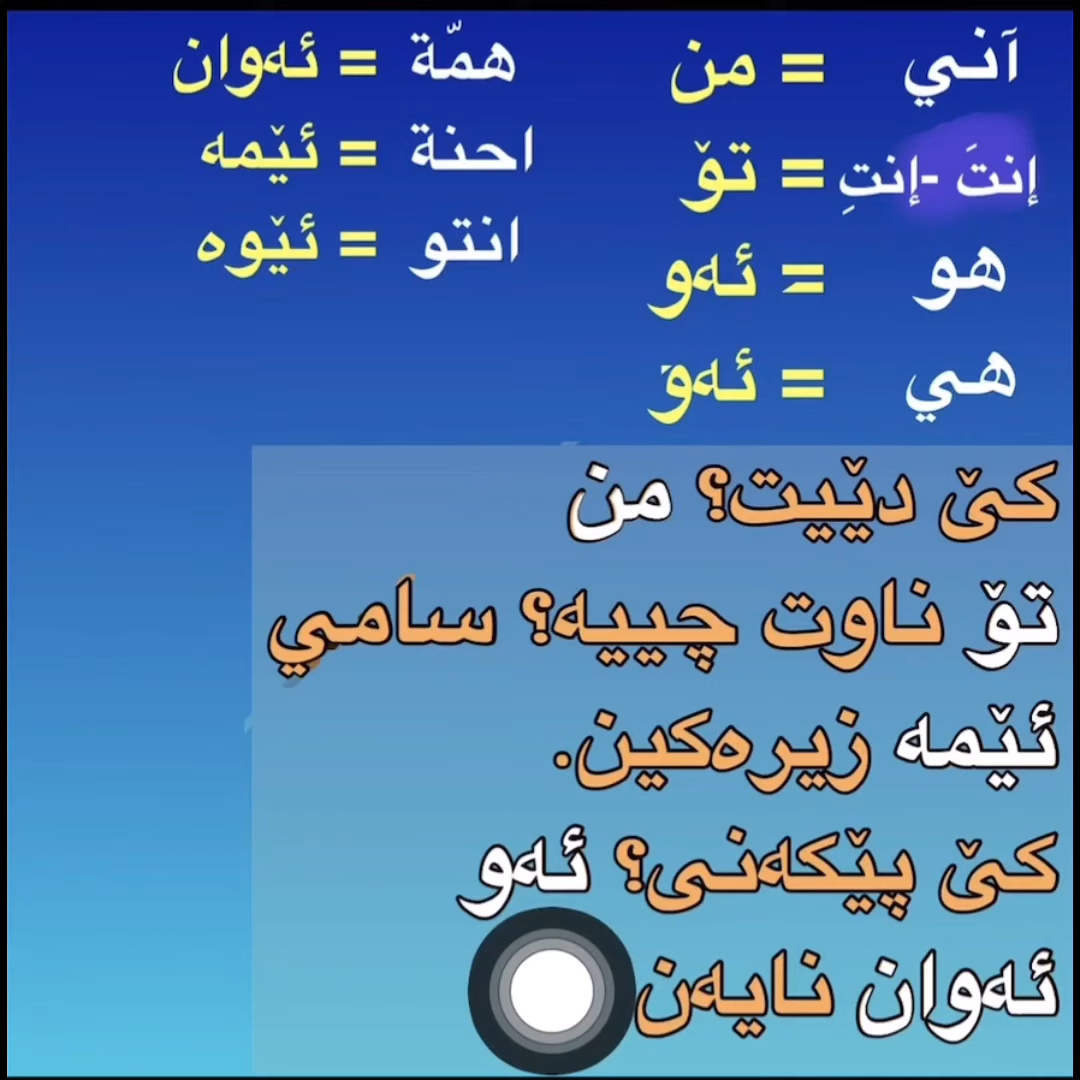 آني = من
إنتَ -إنتِ = تۆ
هو = ئەو
هي = ئەو
همّة = ئەوان
احنة = ئێمە
انتو = ئێوە
کێ دێیت؟ من
تۆ ناوت چییە؟ سامي
ئێمە زیرەکین.
کێ پێکەنی؟ ئەو
ئەوان نایەن